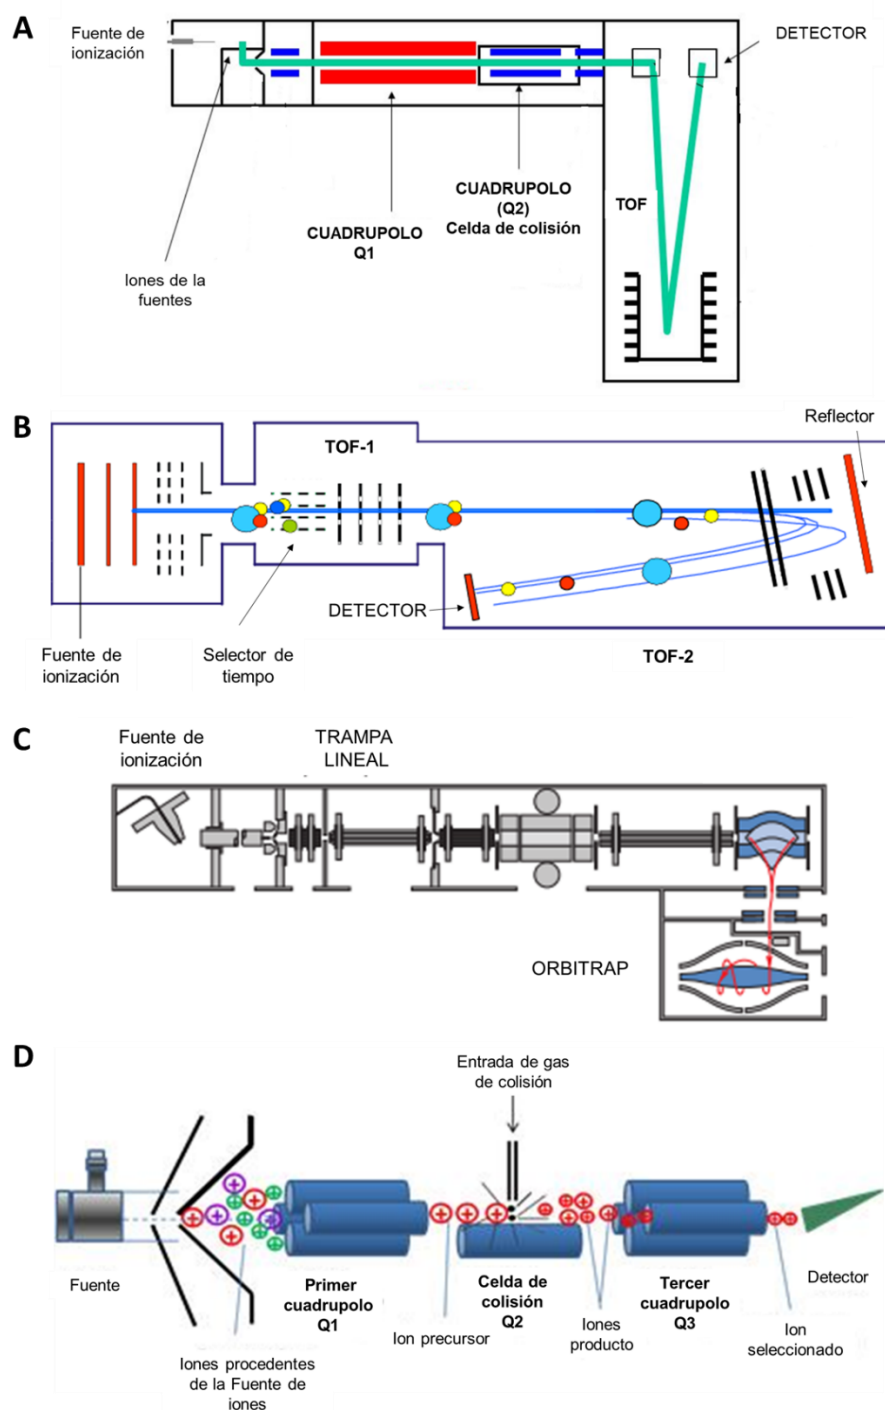 A
Fuente de
ionización
DETECTOR
CUADRUPOLO
(Q2)
Celda de colisión
CUADRUPOLO
Q1
TOF
Iones de la
fuentes
B
Reflector
TOF-1
DETECTOR
Fuente de
ionización
Selector de
tiempo
TOF-2
C
Fuente de
ionización
TRAMPA
LINEAL
ORBITRAP
D
Entrada de gas
de colisión
Fuente
Primer
cuadrupolo
Q1
Celda de
colisión
Q2
Tercer
cuadrupolo
Q3
Detector
Ion precursor
Iones
producto
Ion
seleccionado
Iones procedentes
de la Fuente de
iones